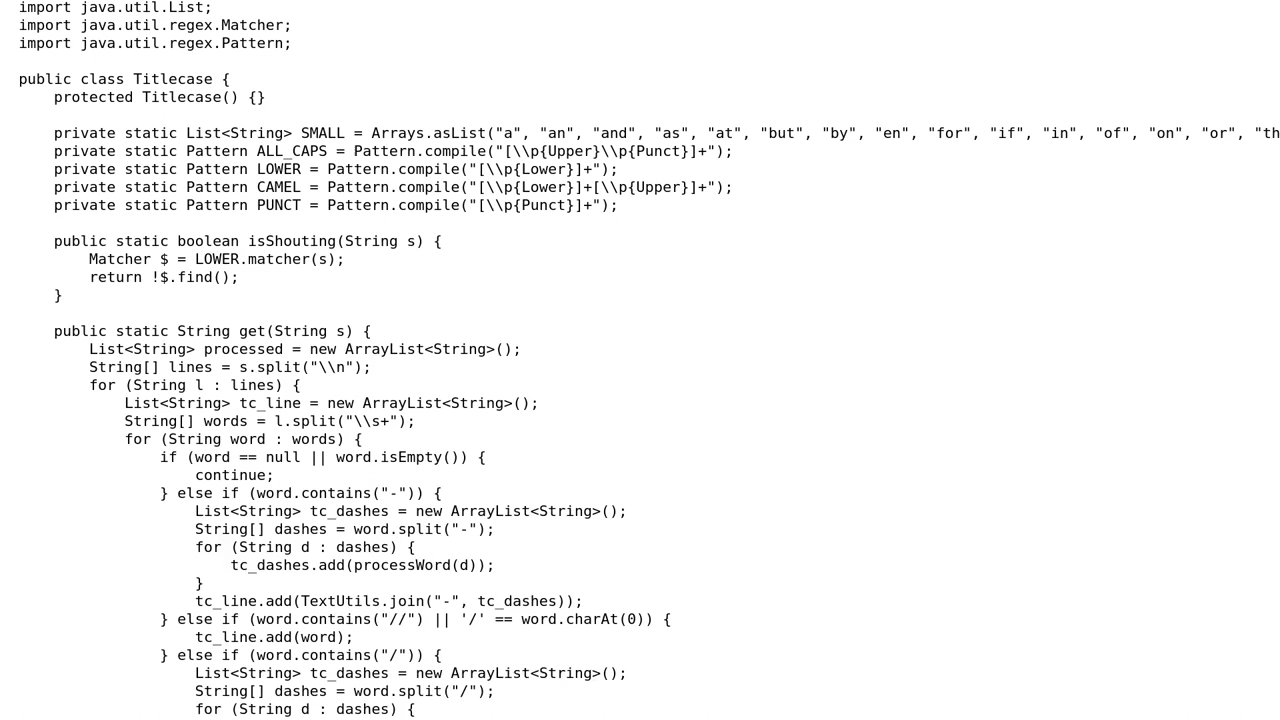 import java.util.List;
import java.util.regex.Matcher;
import java.util.regex.Pattern;

public class Titlecase {
    protected Titlecase() {}

    private static List<String> SMALL = Arrays.asList("a", "an", "and", "as", "at", "but", "by", "en", "for", "if", "in", "of", "on", "or", "th
    private static Pattern ALL_CAPS = Pattern.compile("[\\p{Upper}\\p{Punct}]+");
    private static Pattern LOWER = Pattern.compile("[\\p{Lower}]+");
    private static Pattern CAMEL = Pattern.compile("[\\p{Lower}]+[\\p{Upper}]+");
    private static Pattern PUNCT = Pattern.compile("[\\p{Punct}]+");

    public static boolean isShouting(String s) {
        Matcher $ = LOWER.matcher(s);
        return !$.find();
    }

    public static String get(String s) {
        List<String> processed = new ArrayList<String>();
        String[] lines = s.split("\\n");
        for (String l : lines) {
            List<String> tc_line = new ArrayList<String>();
            String[] words = l.split("\\s+");
            for (String word : words) {
                if (word == null || word.isEmpty()) {
                    continue;
                } else if (word.contains("-")) {
                    List<String> tc_dashes = new ArrayList<String>();
                    String[] dashes = word.split("-");
                    for (String d : dashes) {
                        tc_dashes.add(processWord(d));
                    }
                    tc_line.add(TextUtils.join("-", tc_dashes));
                } else if (word.contains("//") || '/' == word.charAt(0)) {
                    tc_line.add(word);
                } else if (word.contains("/")) {
                    List<String> tc_dashes = new ArrayList<String>();
                    String[] dashes = word.split("/");
                    for (String d : dashes) {